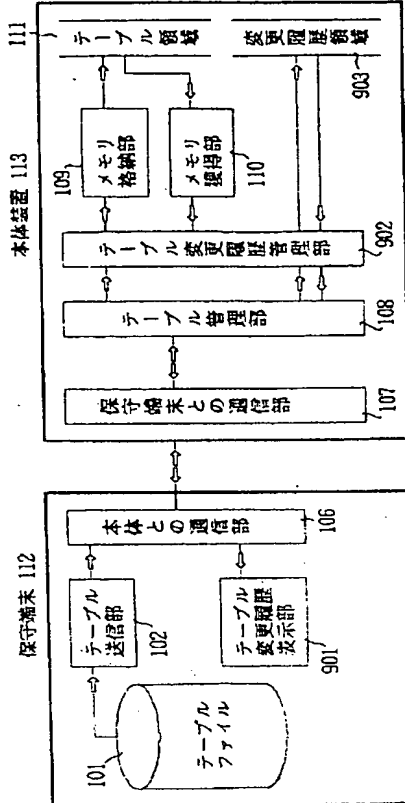 保守端末 112
101
テーブル
ファイル
テーブル
送信部
102
テーブル
変更履歴
表示部
901
本体との通信部
106
本体装置 113
保守端末との通信部
107
テーブル管理部
108
テーブル変更履歴管理部
902
109
メモリ
格納部
メモリ
獲得部
110
111
テーブル領域
変更履歴領域
903